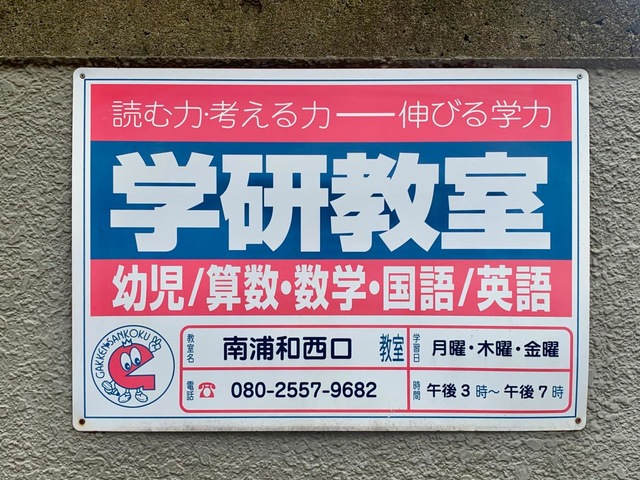 読む力・考える力――伸びる学力
学研教室
幼児/算数・数学・国語/英語
GAKKEN SANKOKU
教室名 南浦和西口 教室
学習日 月曜・木曜・金曜
電話 ☎ 080-2557-9682
時間 午後3時～午後7時